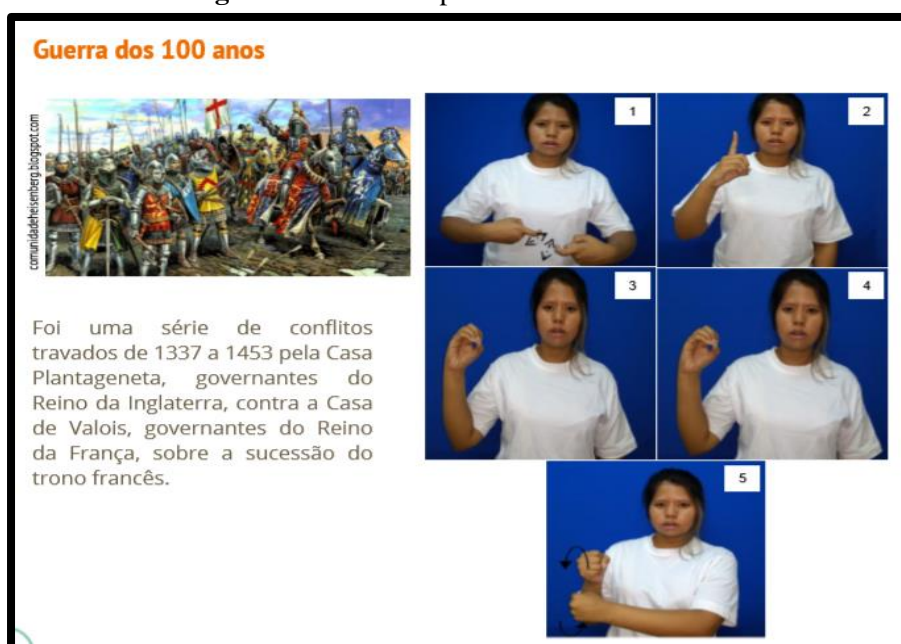 Guerra dos 100 anos
comunidadeheisenberg.blogspot.com
Foi uma série de conflitos
travados de 1337 a 1453 pela Casa
Plantageneta, governantes do
Reino da Inglaterra, contra a Casa
de Valois, governantes do Reino
da França, sobre a sucessão do
trono francês.
1
2
3
4
5